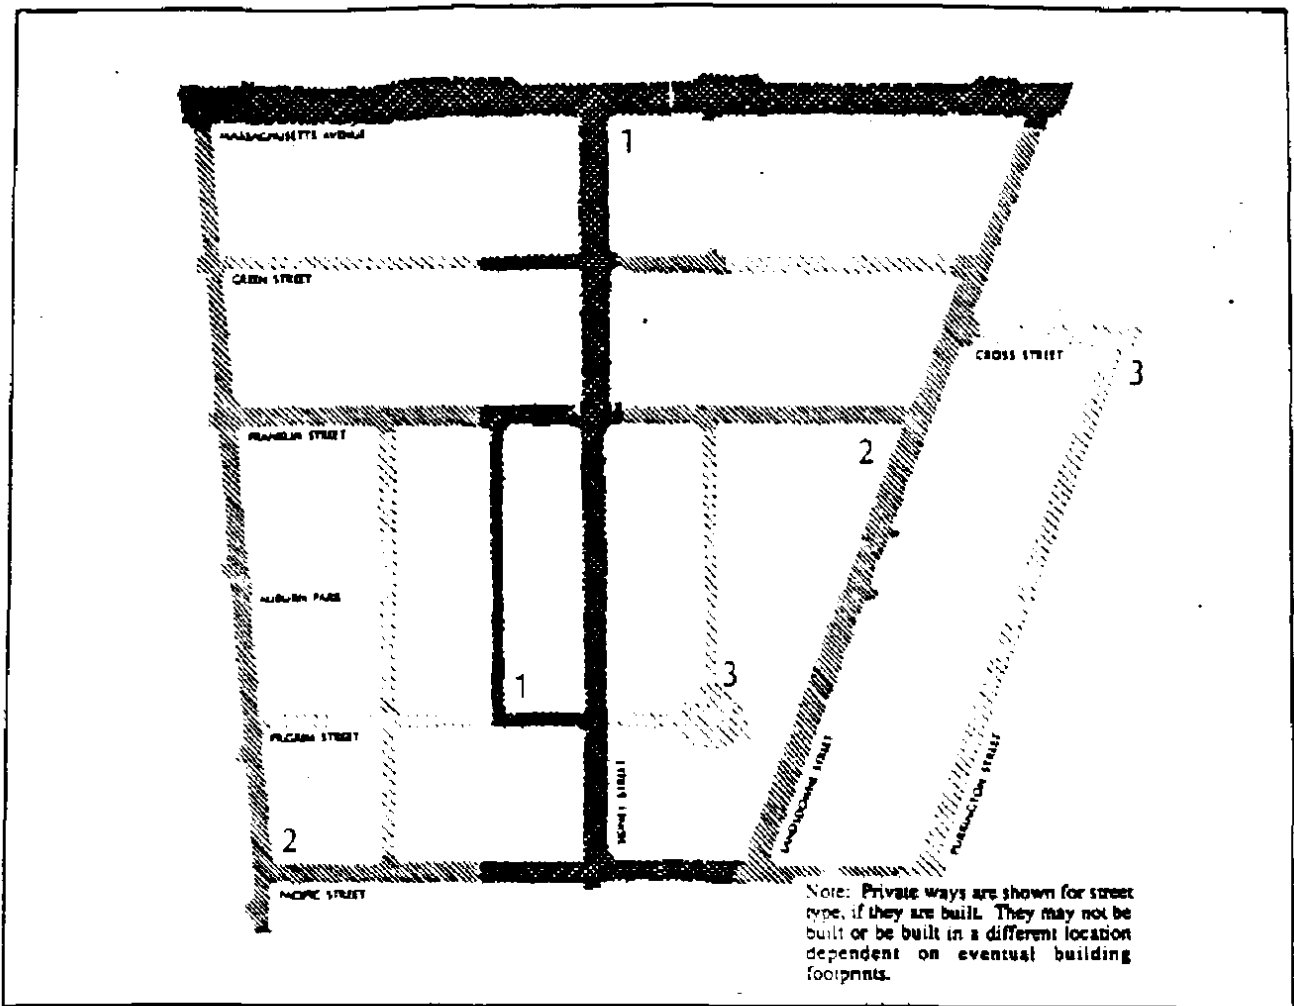 MASSACHUSETTS AVENUE
1
GREEN STREET
CROSS STREET
3
FRANKLIN STREET
2
AUBURN PARK
1
3
PILGRIM STREET
SIDNEY STREET
LANDSDOWNE STREET
PURRINGTON STREET
2
PACIFIC STREET
Note: Private ways are shown for street
type, if they are built. They may not be
built or be built in a different location
dependent on eventual building
footprints.